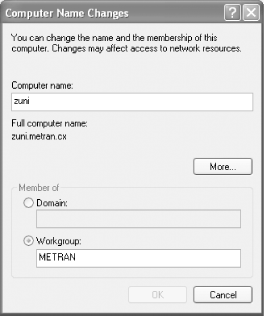 Computer Name Changes
You can change the name and the membership of this
computer. Changes may affect access to network resources.
Computer name:
zuni
Full computer name:
zuni.metran.cx
More...
Member of
Domain:
Workgroup:
METRAN
OK
Cancel